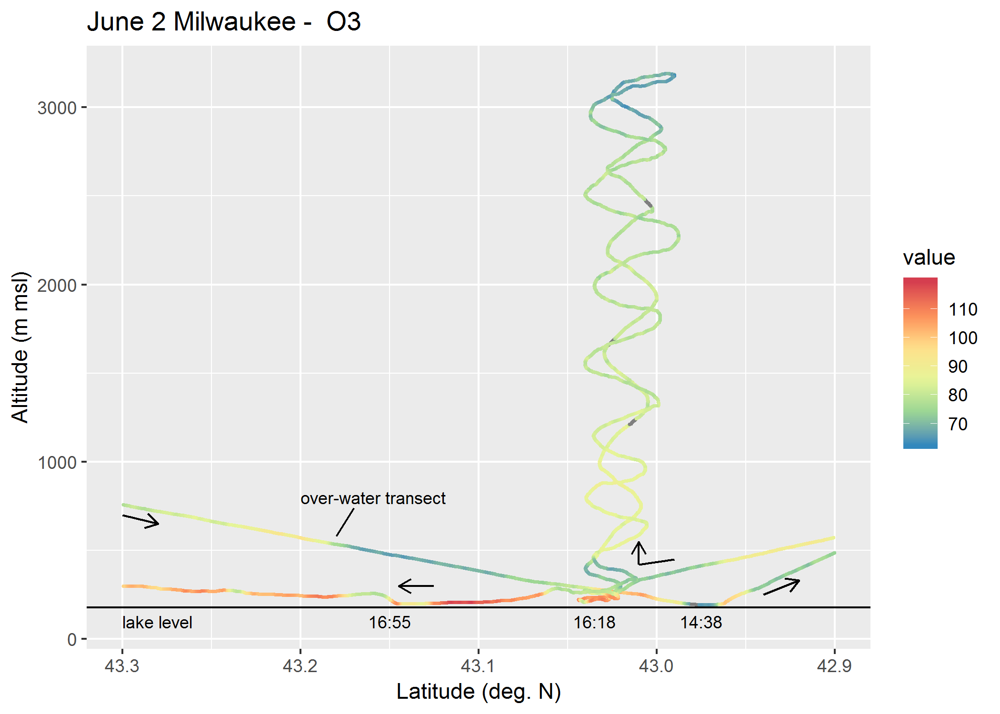 June 2 Milwaukee -  O3
Altitude (m msl)
3000
2000
1000
0
over-water transect
lake level
16:55
16:18
14:38
43.3
43.2
43.1
43.0
42.9
Latitude (deg. N)
value
110
100
90
80
70